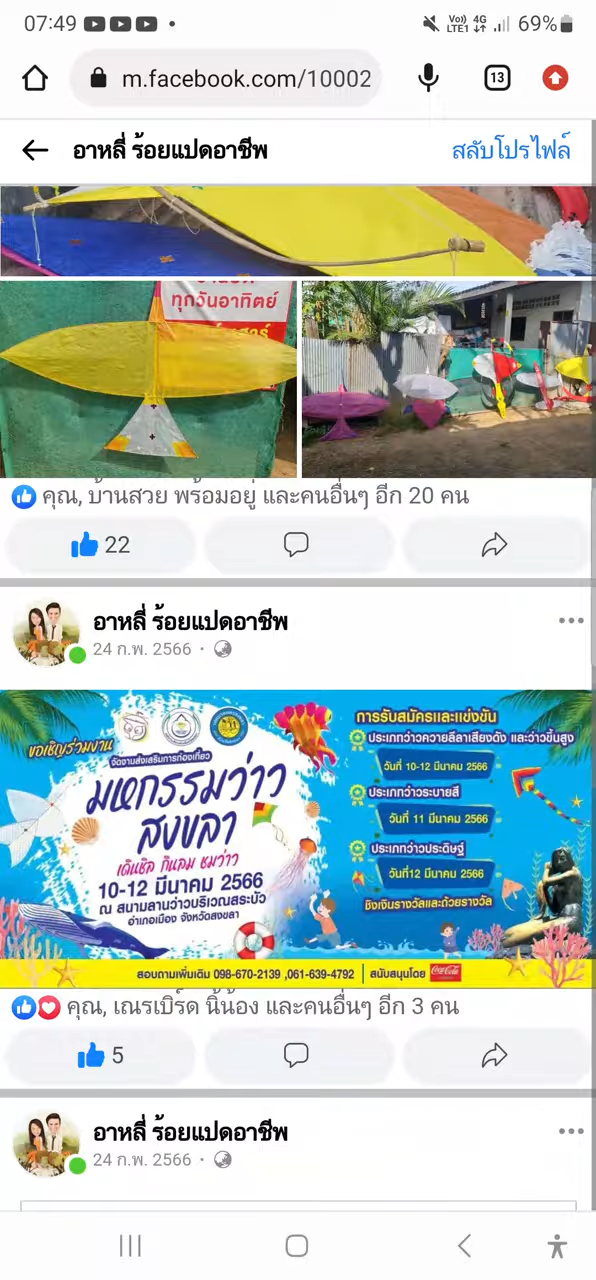 07:49
Vo)) 4G
LTE1
69%
m.facebook.com/10002
13
อาหลี่ ร้อยแปดอาชีพ
สลับโปรไฟล์
ทุกวันอาทิตย์
คุณ, บ้านสวย พร้อมอยู่ และคนอื่นๆ อีก 20 คน
22
อาหลี่ ร้อยแปดอาชีพ
24 ก.พ. 2566
ขอเชิญร่วมงาน
จัดงานส่งเสริมการท่องเที่ยว
มหกรรมว่าว
สงขลา
เดินชิล กินลม ชมว่าว
10-12 มีนาคม 2566
ณ สนามลานว่าวบริเวณสระบัว
อำเภอเมือง จังหวัดสงขลา
การรับสมัครและแข่งขัน
ประเภทว่าวควายลีลาเสียงดัง และว่าวขึ้นสูง
วันที่ 10-12 มีนาคม 2566
ประเภทว่าวระบายสี
วันที่ 11 มีนาคม 2566
ประเภทว่าวประดิษฐ์
วันที่12 มีนาคม 2566
ชิงเงินรางวัลและถ้วยรางวัล
สอบถามเพิ่มเติม 098-670-2139 ,061-639-4792 | สนับสนุนโดย Coca-Cola
คุณ, เณรเบิร์ด นี้น้อง และคนอื่นๆ อีก 3 คน
5
อาหลี่ ร้อยแปดอาชีพ
24 ก.พ. 2566